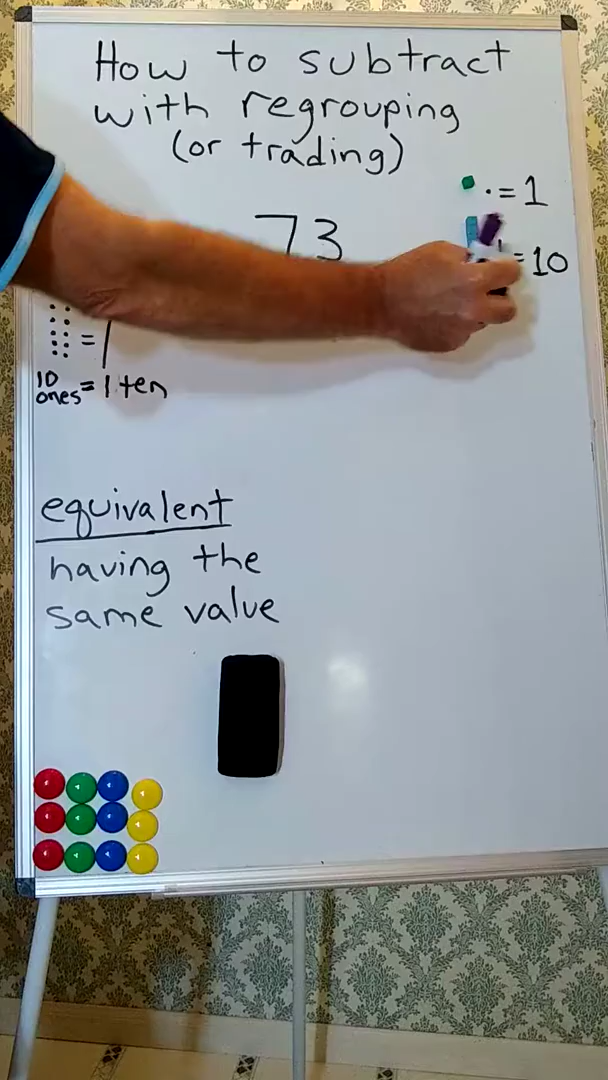 How to subtract
with regrouping
(or trading)
· = 1
73
= 10
=
10 ones = 1 ten
equivalent
having the
same value